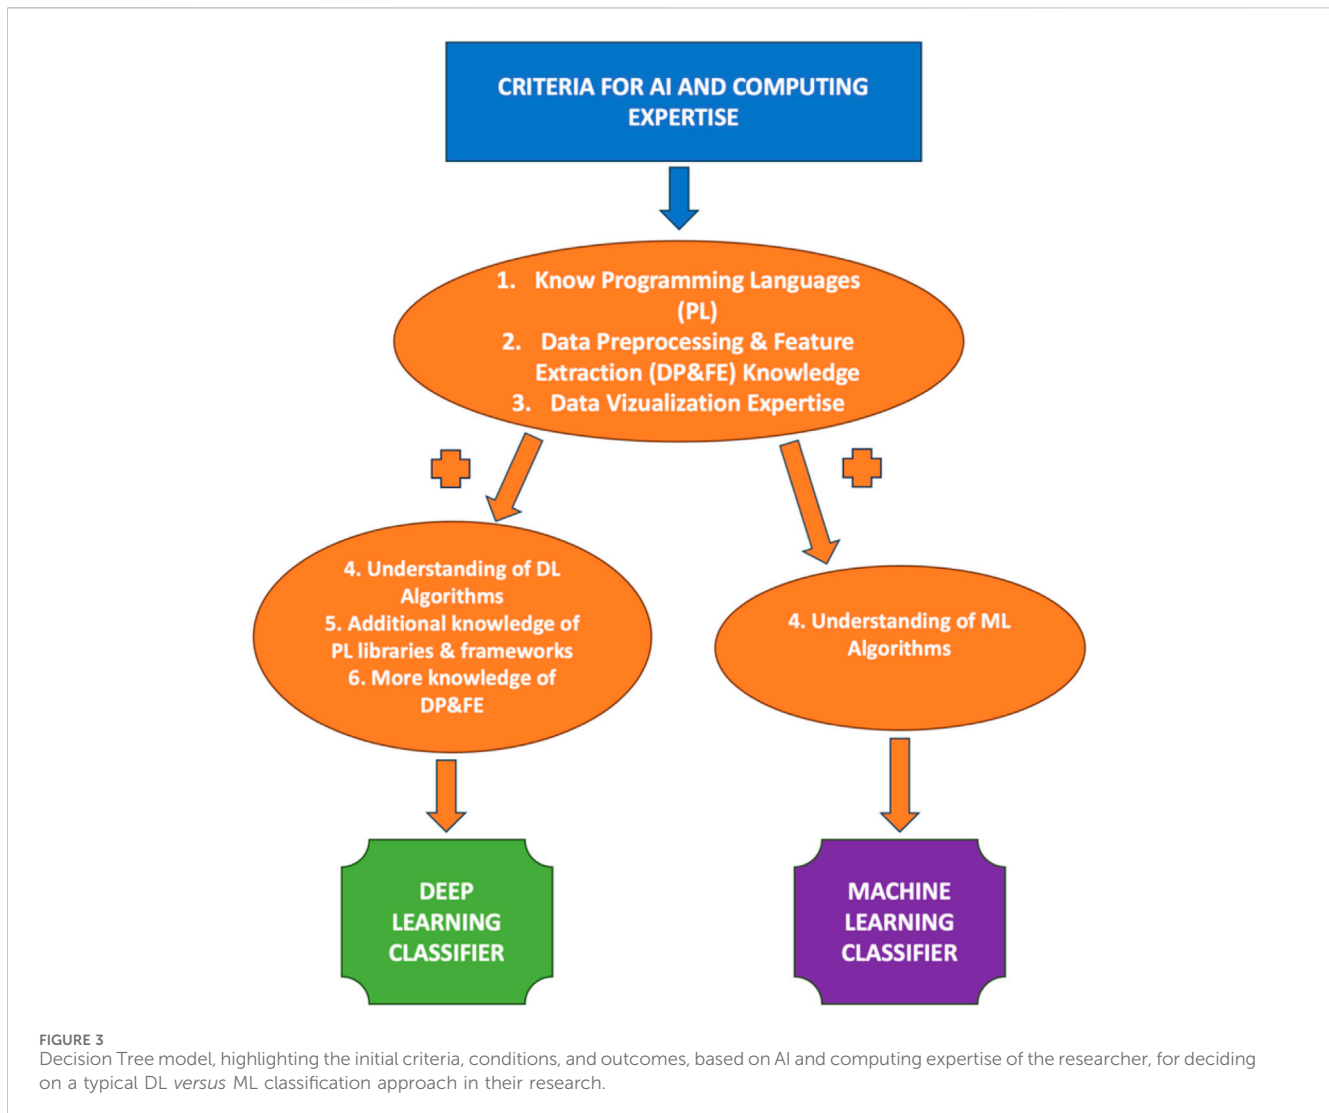 CRITERIA FOR AI AND COMPUTING
EXPERTISE
1. Know Programming Languages
(PL)
2. Data Preprocessing & Feature
Extraction (DP&FE) Knowledge
3. Data Vizualization Expertise
4. Understanding of DL
Algorithms
5. Additional knowledge of
PL libraries & frameworks
6. More knowledge of
DP&FE
4. Understanding of ML
Algorithms
DEEP
LEARNING
CLASSIFIER
MACHINE
LEARNING
CLASSIFIER
FIGURE 3
Decision Tree model, highlighting the initial criteria, conditions, and outcomes, based on AI and computing expertise of the researcher, for deciding
on a typical DL versus ML classification approach in their research.